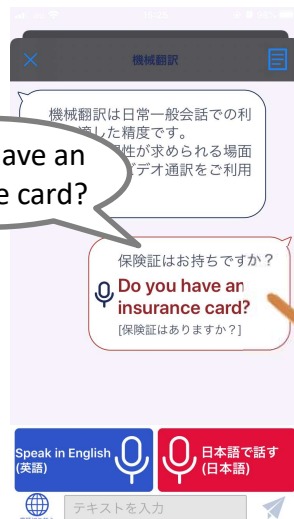 機械翻訳
機械翻訳は日常一般会話での利
した精度です。
性が求められる場面
ビデオ通訳をご利用
ave an
e card?
保険証はお持ちですか？
Do you have an
insurance card?
[保険証はありますか？]
Speak in English
(英語)
日本語で話す
(日本語)
テキストを入力